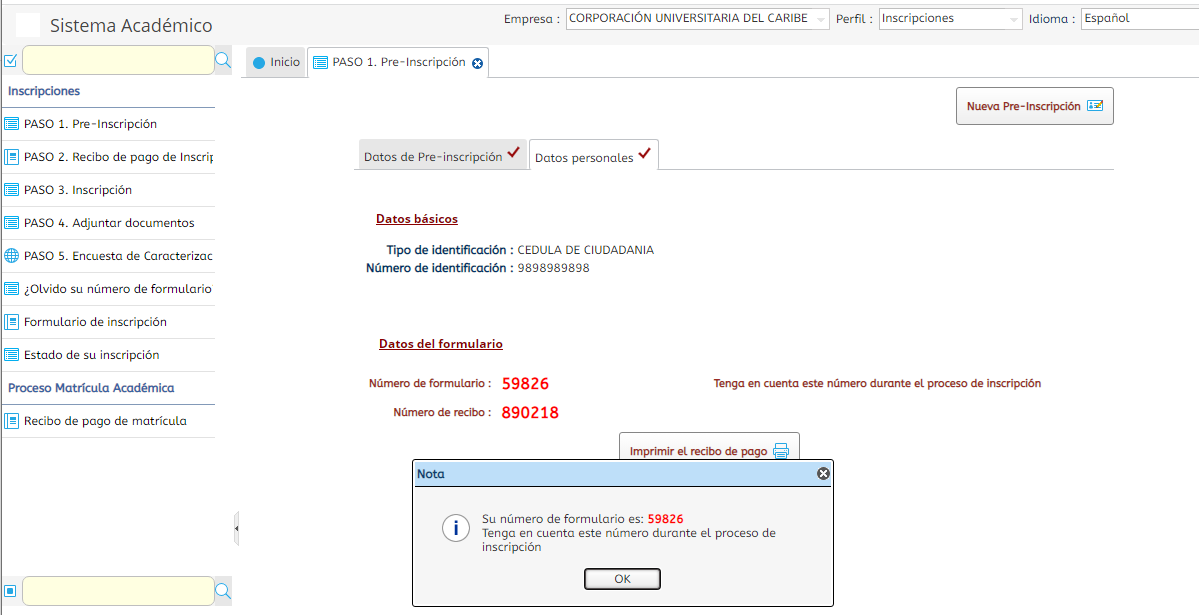 Sistema Académico
Empresa : CORPORACIÓN UNIVERSITARIA DEL CARIBE Perfil : Inscripciones Idioma : Español
Inicio PASO 1. Pre-Inscripción
Inscripciones
PASO 1. Pre-Inscripción
PASO 2. Recibo de pago de Inscrip
PASO 3. Inscripción
PASO 4. Adjuntar documentos
PASO 5. Encuesta de Caracterizac
¿Olvido su número de formulario
Formulario de inscripción
Estado de su inscripción
Proceso Matrícula Académica
Recibo de pago de matrícula
Nueva Pre-Inscripción
Datos de Pre-inscripción Datos personales
Datos básicos
Tipo de identificación : CEDULA DE CIUDADANIA
Número de identificación : 9898989898
Datos del formulario
Número de formulario : 59826 Tenga en cuenta este número durante el proceso de inscripción
Número de recibo : 890218
Imprimir el recibo de pago
Nota
Su número de formulario es: 59826
Tenga en cuenta este número durante el proceso de
inscripción
OK